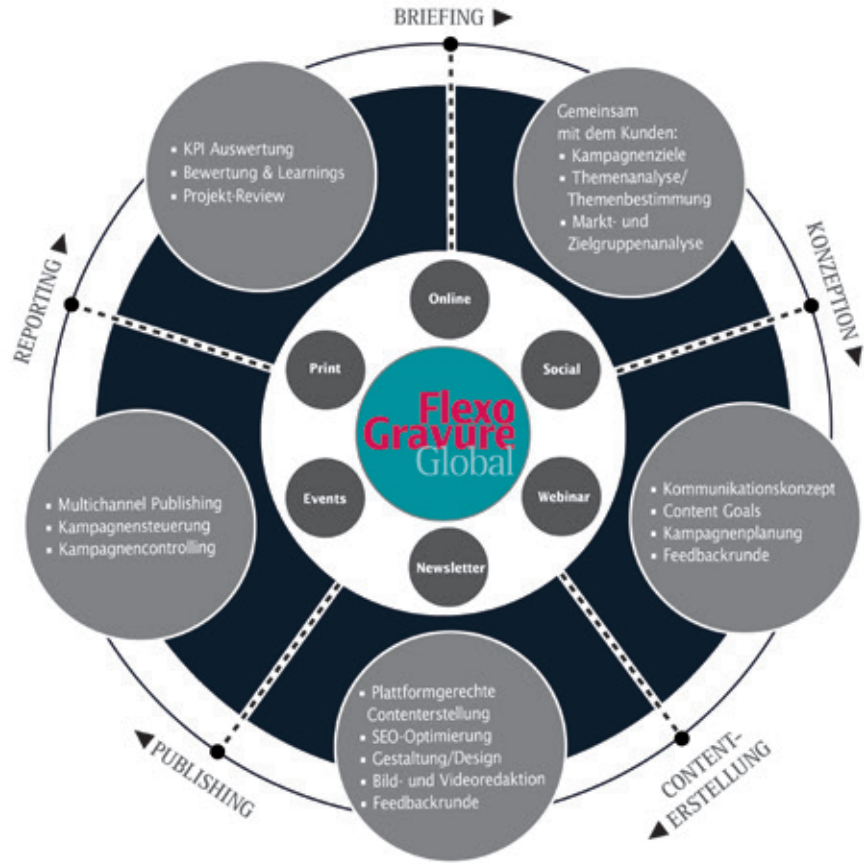 BRIEFING ▶
Gemeinsam
mit dem Kunden:
▪ Kampagnenziele
▪ Themenanalyse/
Themenbestimmung
▪ Markt- und
Zielgruppenanalyse
KONZEPTION ▶
▪ Kommunikationskonzept
▪ Content Goals
▪ Kampagnenplanung
▪ Feedbackrunde
CONTENT-
ERSTELLUNG ▶
▪ Plattformgerechte
Contenterstellung
▪ SEO-Optimierung
▪ Gestaltung/Design
▪ Bild- und Videoredaktion
▪ Feedbackrunde
PUBLISHING ▶
▪ Multichannel Publishing
▪ Kampagnensteuerung
▪ Kampagnencontrolling
REPORTING ▶
▪ KPI Auswertung
▪ Bewertung & Learnings
▪ Projekt-Review
Online
Social
Webinar
Newsletter
Events
Print
Flexo
Gravure
Global